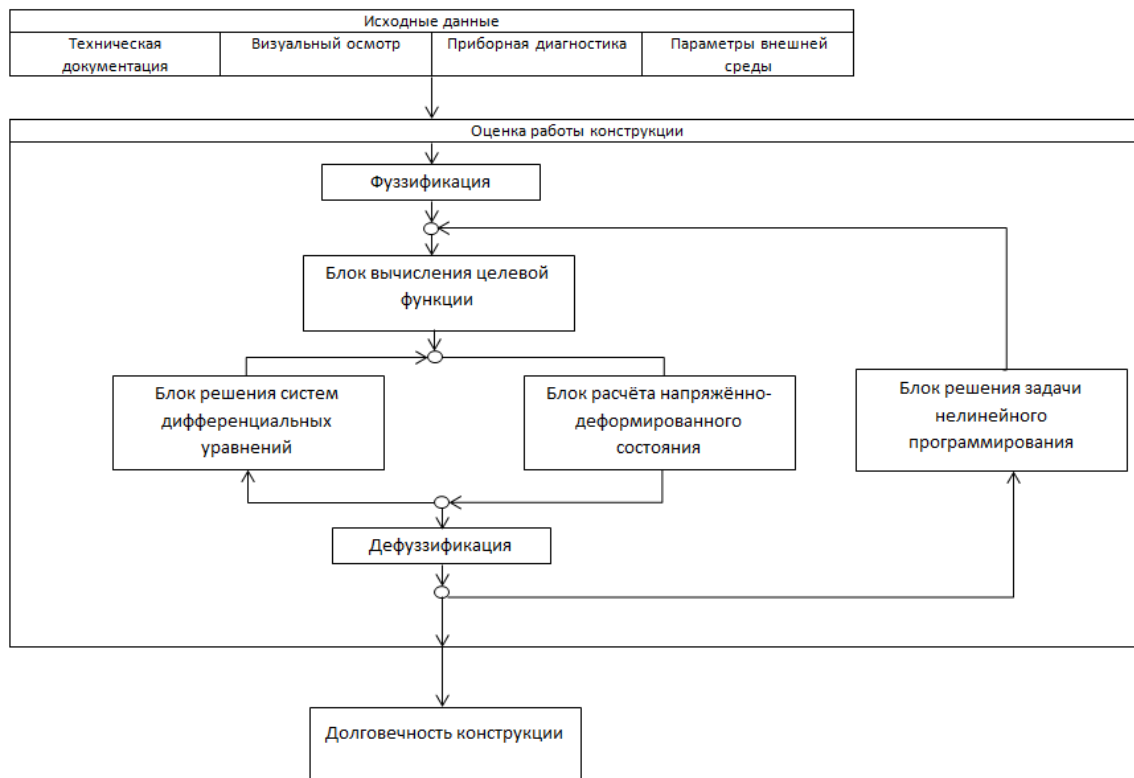 Исходные данные
Техническая
документация
Визуальный осмотр
Приборная диагностика
Параметры внешней
среды
Оценка работы конструкции
Фуззификация
Блок вычисления целевой
функции
Блок решения систем
дифференциальных
уравнений
Блок расчёта напряжённо-
деформированного
состояния
Блок решения задачи
нелинейного
программирования
Дефуззификация
Долговечность конструкции